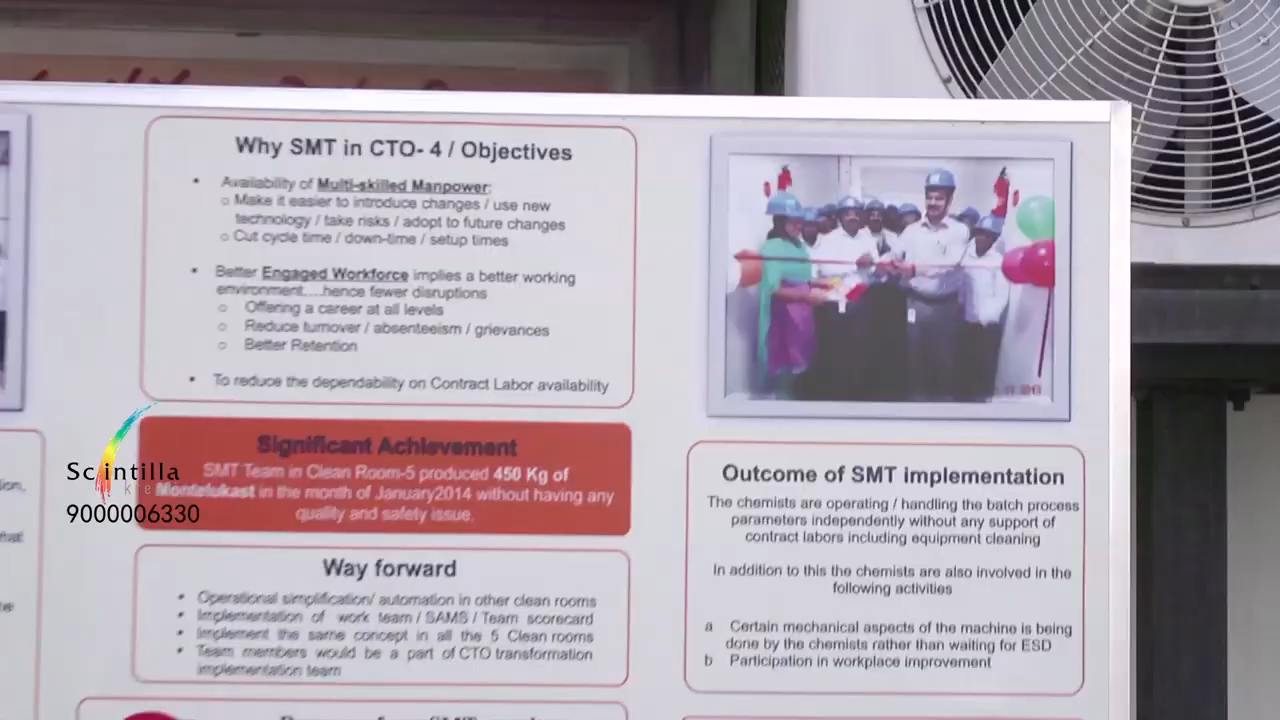 Why SMT in CTO- 4 / Objectives
• Availability of Multi-skilled Manpower:
o Make it easier to introduce changes / use new
technology / take risks / adopt to future changes
o Cut cycle time / down-time / setup times
• Better Engaged Workforce implies a better working
environment....hence fewer disruptions
o Offering a career at all levels
o Reduce turnover / absenteeism / grievances
o Better Retention
• To reduce the dependability on Contract Labor availability
Significant Achievement
SMT Team in Clean Room-5 produced 450 Kg of
Montelukast in the month of January2014 without having any
quality and safety issue.
Scintilla
9000006330
Way forward
• Operational simplification/ automation in other clean rooms
• Implementation of work team / SAMS / Team scorecard
• Implement the same concept in all the 5 Clean rooms
• Team members would be a part of CTO transformation
implementation team
Outcome of SMT implementation
The chemists are operating / handling the batch process
parameters independently without any support of
contract labors including equipment cleaning
In addition to this the chemists are also involved in the
following activities
a Certain mechanical aspects of the machine is being
done by the chemists rather than waiting for ESD
b Participation in workplace improvement